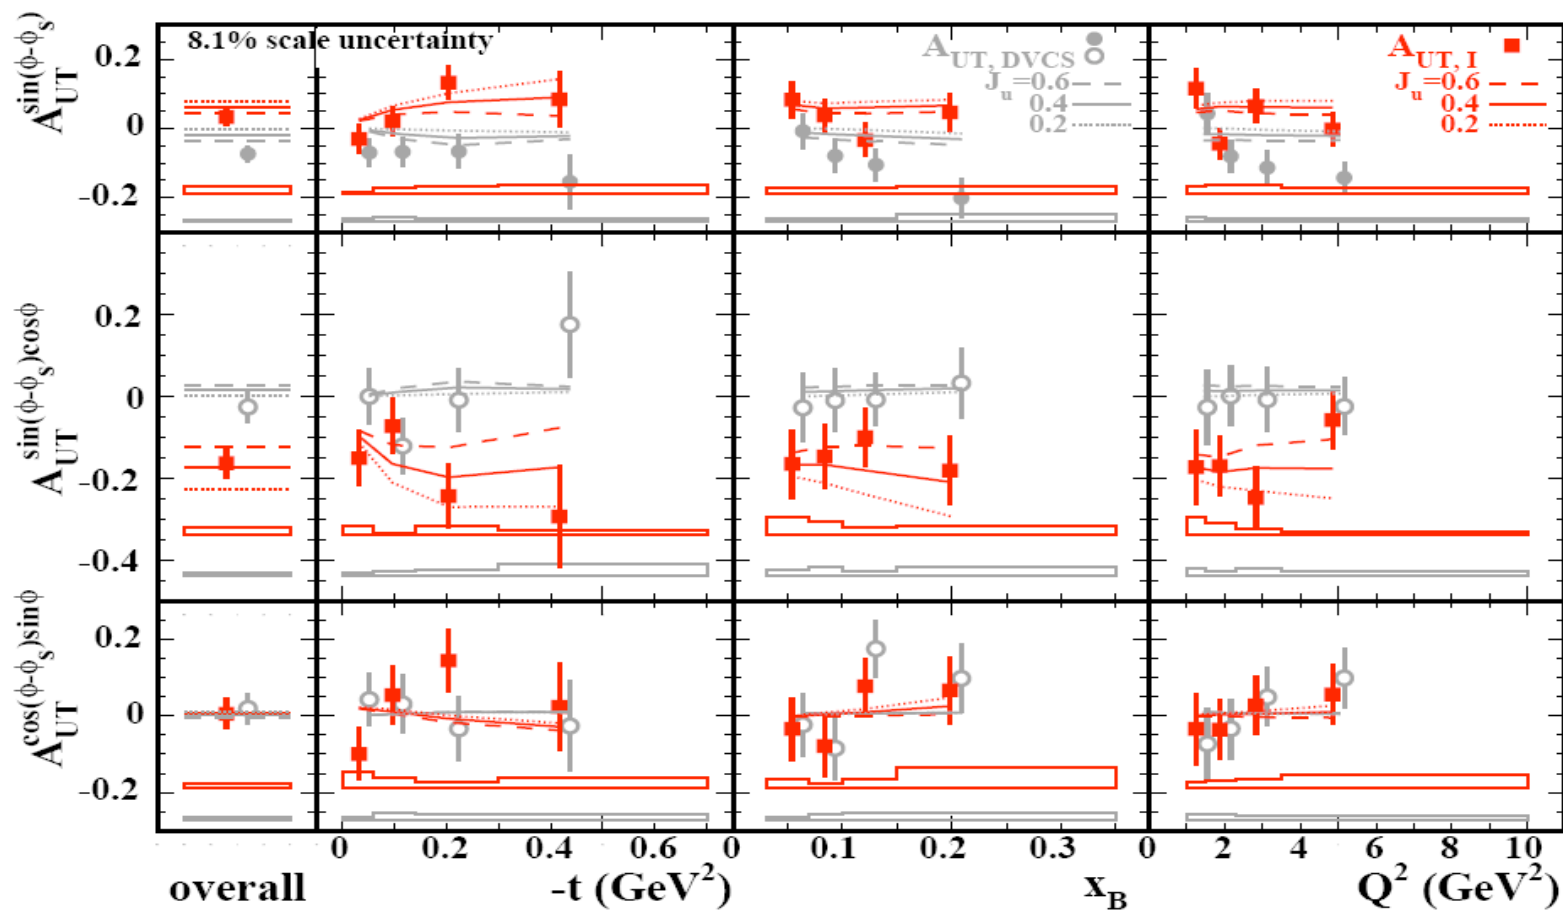 8.1% scale uncertainty
A_UT, DVCS
J_u=0.6
0.4
0.2
A_UT, I
J_u=0.6
0.4
0.2
A_UT^sin(ϕ-ϕ_s)
0.2
0
-0.2
A_UT^sin(ϕ-ϕ_s)cosϕ
0.2
0
-0.2
-0.4
A_UT^cos(ϕ-ϕ_s)sinϕ
0.2
0
-0.2
0 0.2 0.4 0.6 0 0.1 0.2 0.3 0 2 4 6 8 10
overall -t (GeV²) x_B Q² (GeV²)